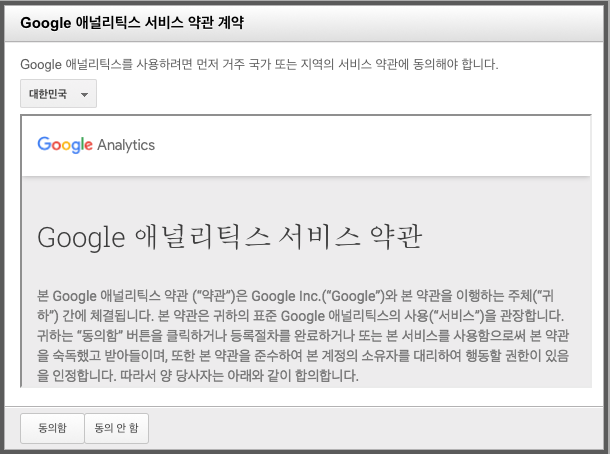 Google 애널리틱스 서비스 약관 계약
Google 애널리틱스를 사용하려면 먼저 거주 국가 또는 지역의 서비스 약관에 동의해야 합니다.
대한민국
Google Analytics
Google 애널리틱스 서비스 약관
본 Google 애널리틱스 약관 (“약관”)은 Google Inc.(“Google”)와 본 약관을 이행하는 주체(“귀
하”) 간에 체결됩니다. 본 약관은 귀하의 표준 Google 애널리틱스의 사용(“서비스”)을 관장합니다.
귀하는 “동의함” 버튼을 클릭하거나 등록절차를 완료하거나 또는 본 서비스를 사용함으로써 본 약관
을 숙독했고 받아들이며, 또한 본 약관을 준수하여 본 계정의 소유자를 대리하여 행동할 권한이 있음
을 인정합니다. 따라서 양 당사자는 아래와 같이 합의합니다.
동의함 동의 안 함